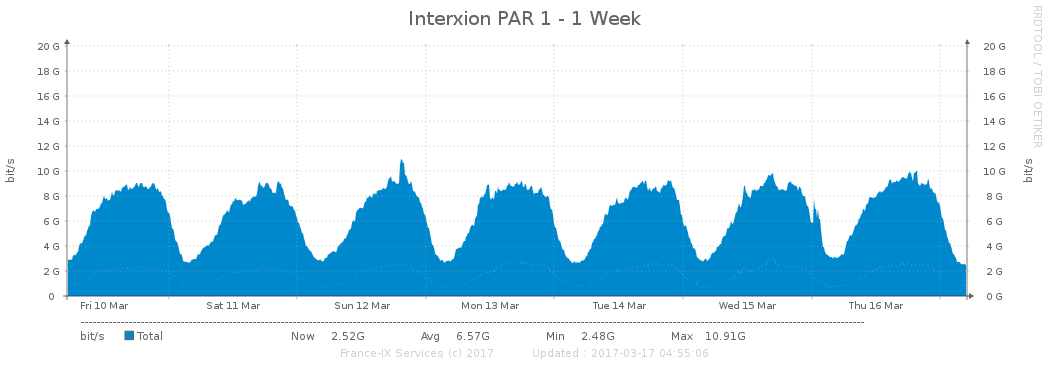 Interxion PAR 1 - 1 Week
RRDTOOL / TOBI OETIKER
20 G 20 G
18 G 18 G
16 G 16 G
14 G 14 G
12 G 12 G
10 G 10 G
8 G 8 G
6 G 6 G
4 G 4 G
2 G 2 G
0 0 G
bit/s bit/s
Fri 10 Mar Sat 11 Mar Sun 12 Mar Mon 13 Mar Tue 14 Mar Wed 15 Mar Thu 16 Mar
bit/s Total Now 2.52G Avg 6.57G Min 2.48G Max 10.91G
France-IX Services (c) 2017 Updated : 2017-03-17 04:55:06